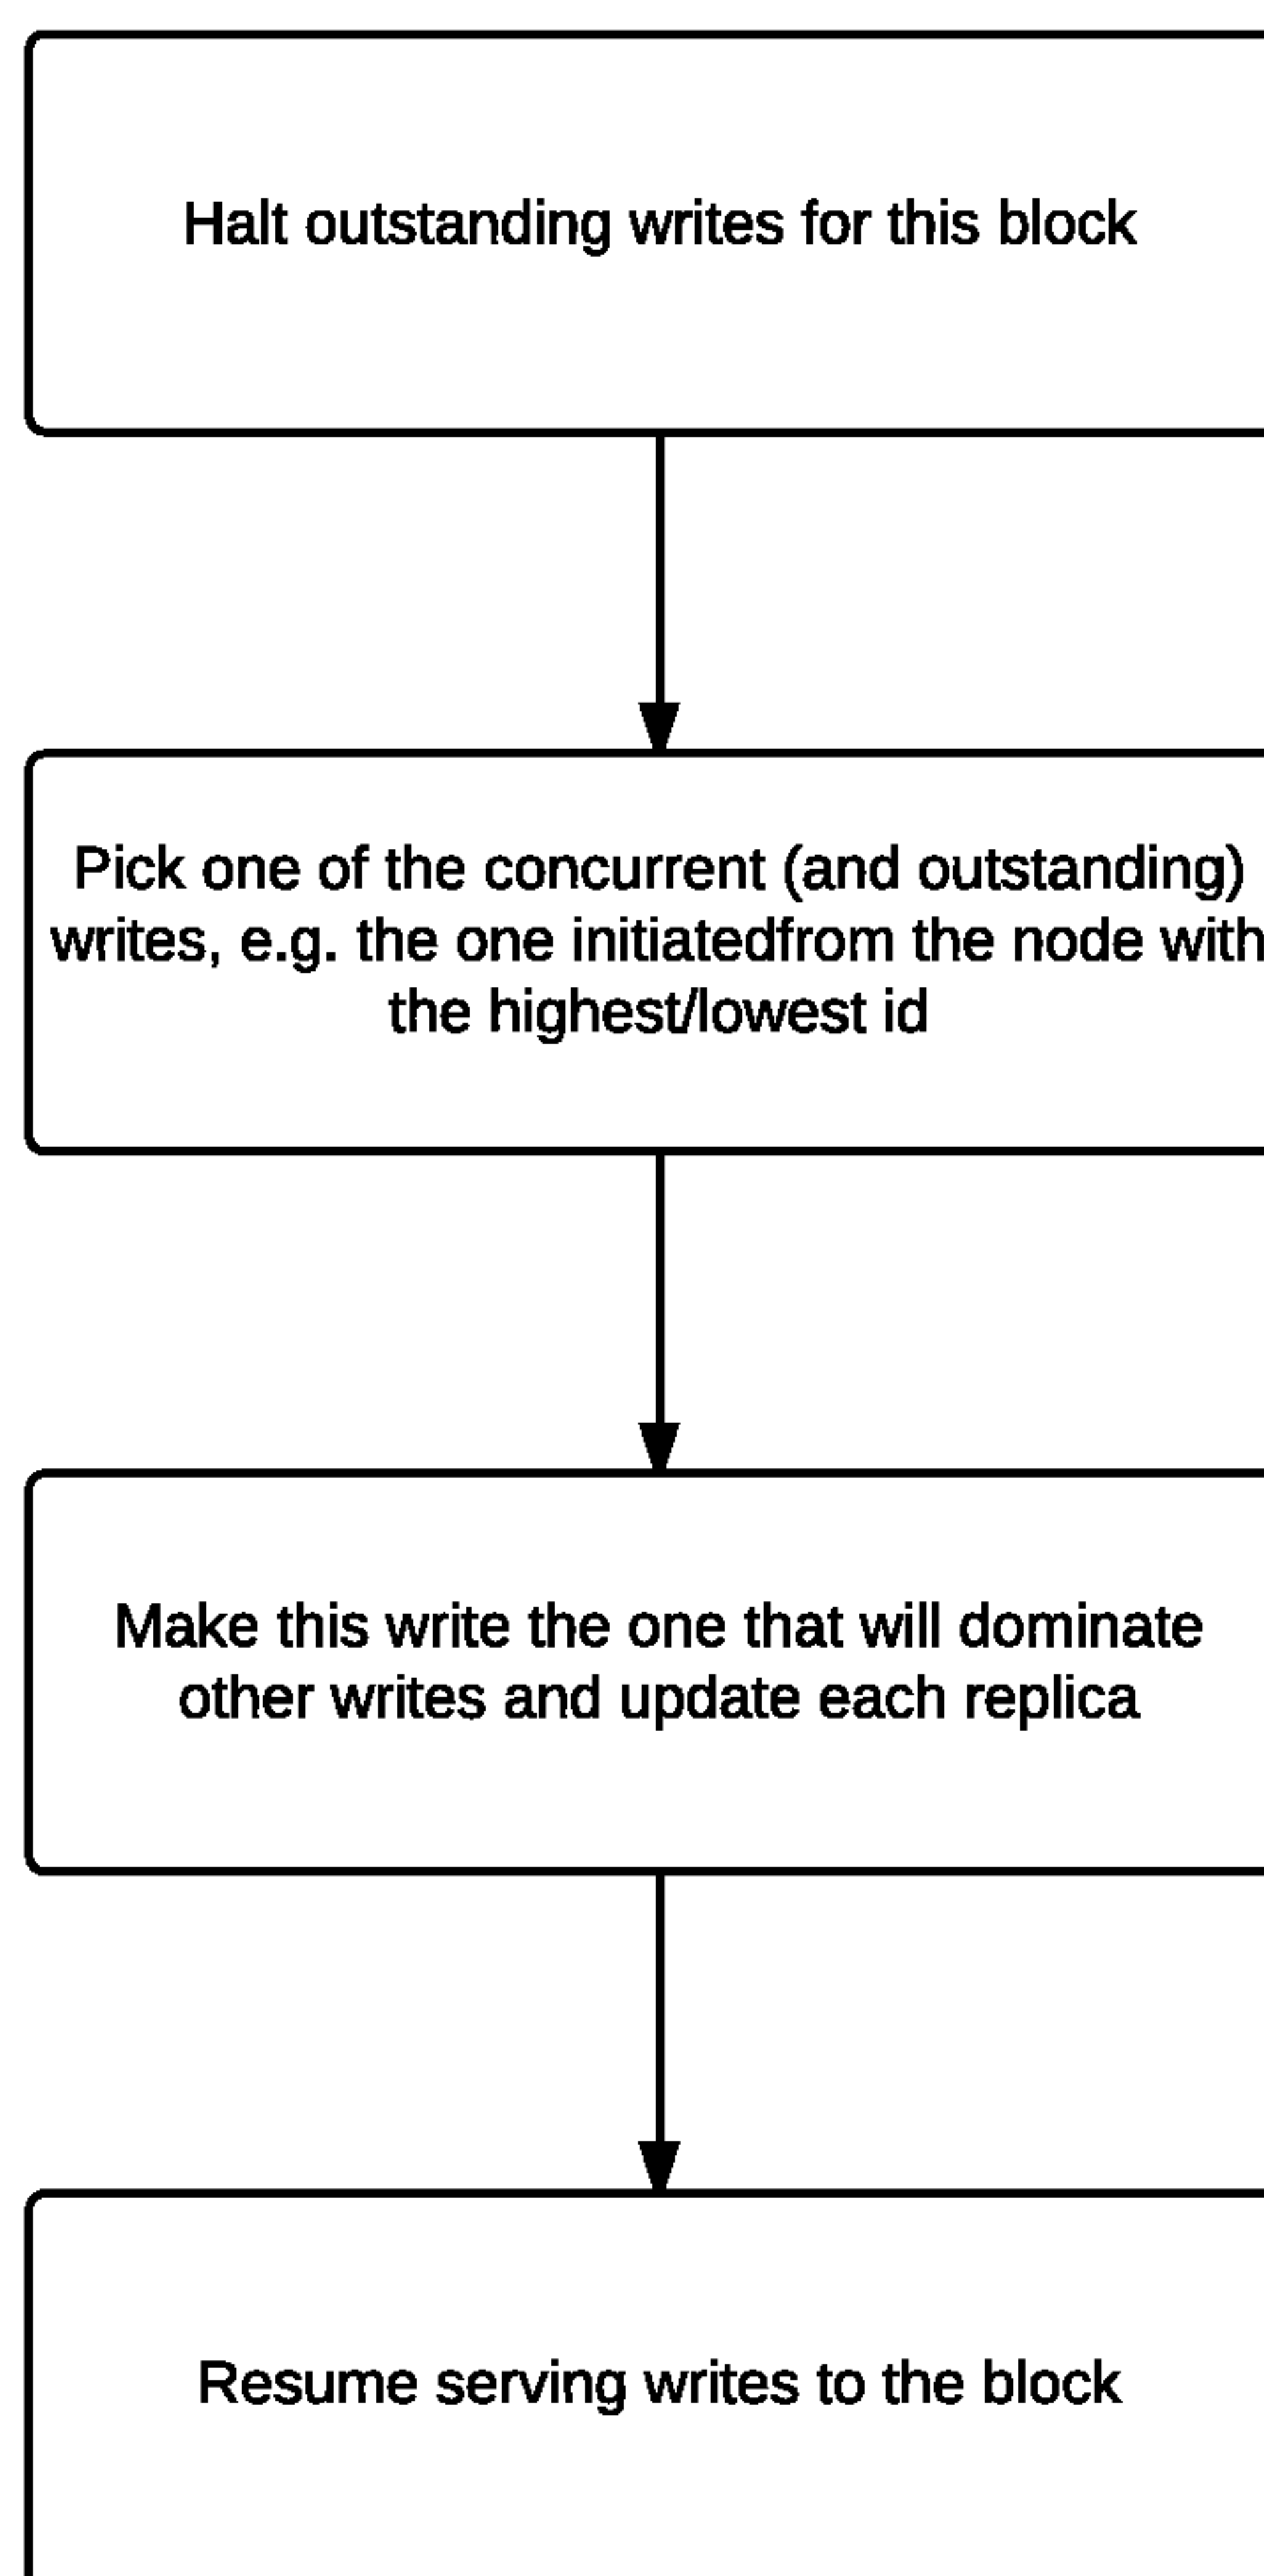 Halt outstanding writes for this block
Pick one of the concurrent (and outstanding)
writes, e.g. the one initiatedfrom the node with
the highest/lowest id
Make this write the one that will dominate
other writes and update each replica
Resume serving writes to the block